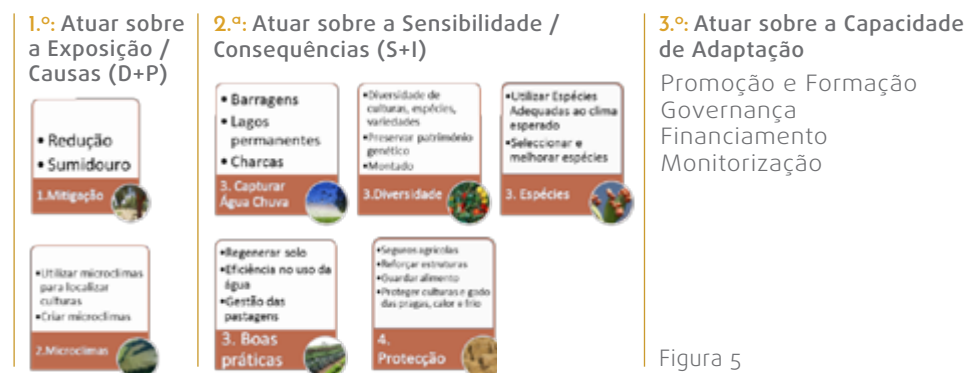 1.º: Atuar sobre
a Exposição /
Causas (D+P)
• Redução
• Sumidouro
1.Mitigação
•Utilizar microclimas
para localizar
culturas
•Criar microclimas
2.Microclimas
2.ª: Atuar sobre a Sensibilidade /
Consequências (S+I)
• Barragens
• Lagos
permanentes
• Charcas
3. Capturar
Água Chuva
•Diversidade de
culturas, espécies,
variedades
•Preservar património
genético
•Montado
3.Diversidade
•Utilizar Espécies
Adequadas ao clima
esperado
•Seleccionar e
melhorar espécies
3. Espécies
•Regenerar solo
•Eficiência no uso da
água
•Gestão das
pastagens
3. Boas
práticas
•Seguros agrícolas
•Reforçar estruturas
•Guardar alimento
•Proteger culturas e gado
das pragas, calor e frio
4.
Protecção
3.º: Atuar sobre a Capacidade
de Adaptação
Promoção e Formação
Governança
Financiamento
Monitorização
Figura 5